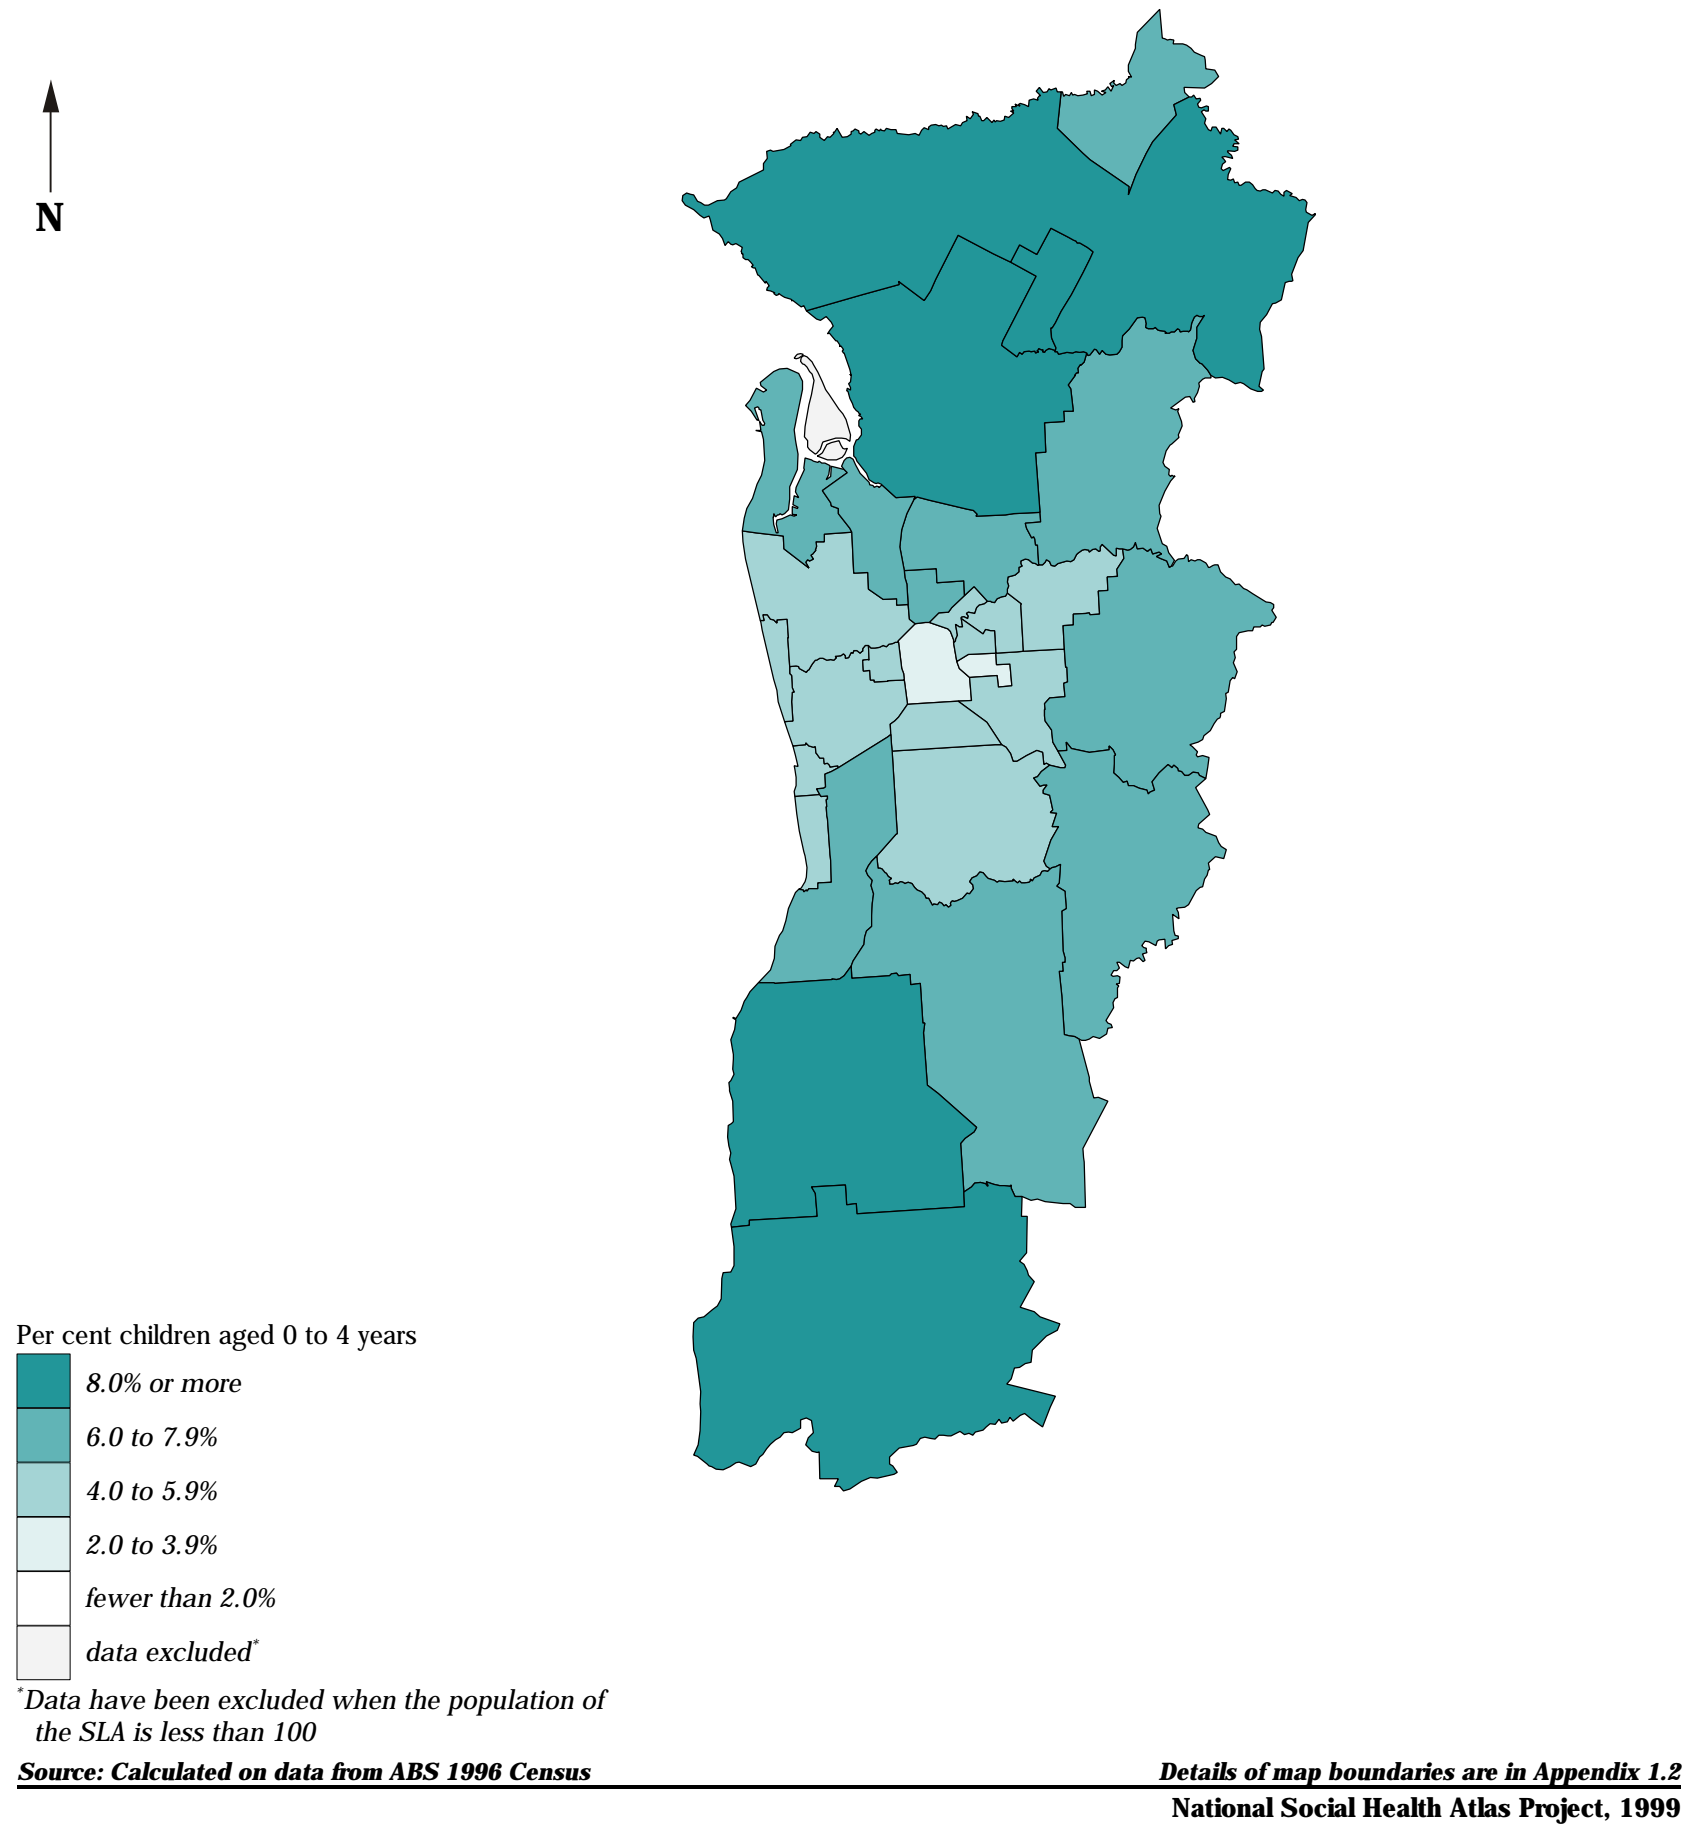 N
Per cent children aged 0 to 4 years
8.0% or more
6.0 to 7.9%
4.0 to 5.9%
2.0 to 3.9%
fewer than 2.0%
data excluded*
*Data have been excluded when the population of
the SLA is less than 100
Source: Calculated on data from ABS 1996 Census
Details of map boundaries are in Appendix 1.2
National Social Health Atlas Project, 1999